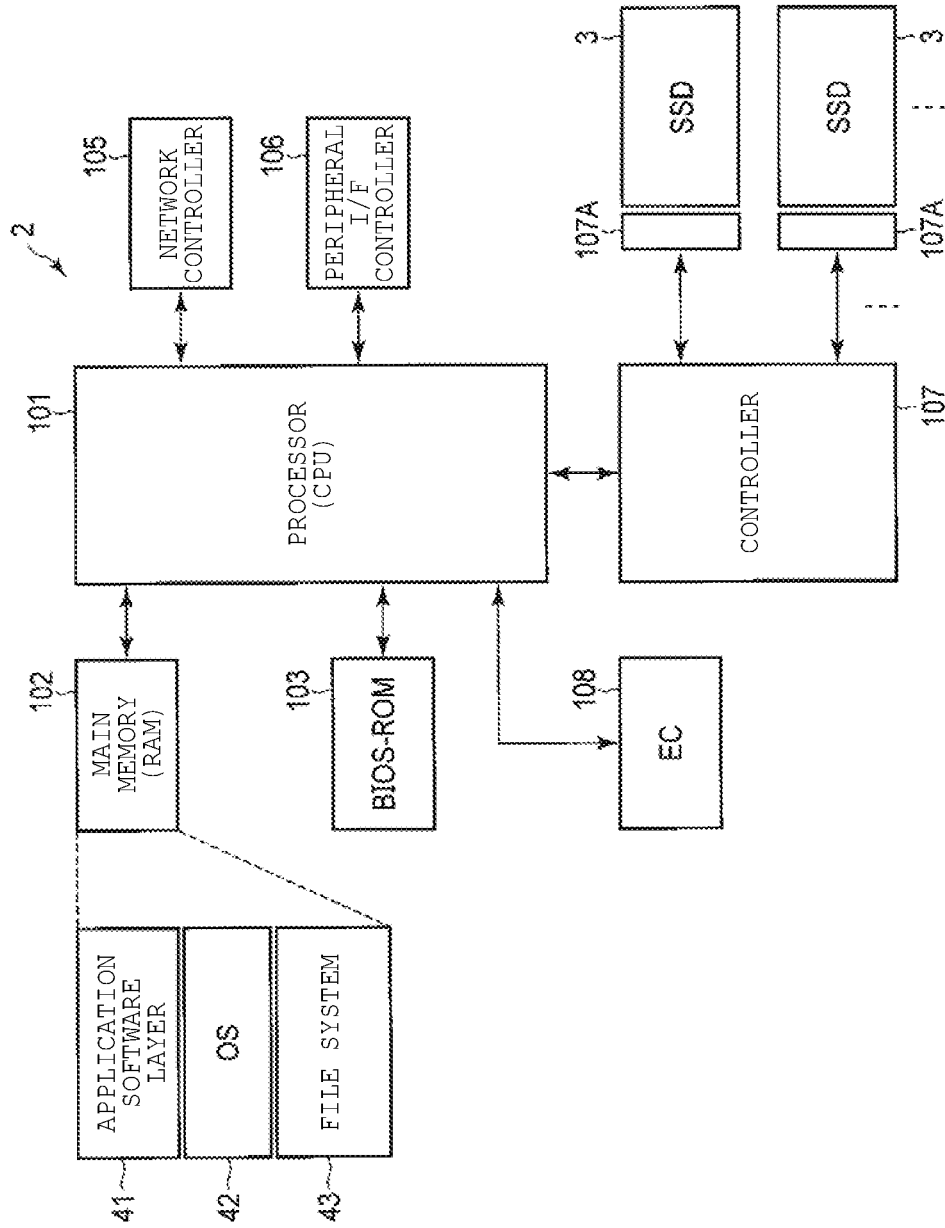 2
41
APPLICATION
SOFTWARE
LAYER
42
OS
43
FILE SYSTEM
102
MAIN
MEMORY
(RAM)
103
BIOS-ROM
108
EC
101
PROCESSOR
(CPU)
105
NETWORK
CONTROLLER
106
PERIPHERAL
I/F
CONTROLLER
CONTROLLER
107
107A
SSD
3
107A
SSD
3